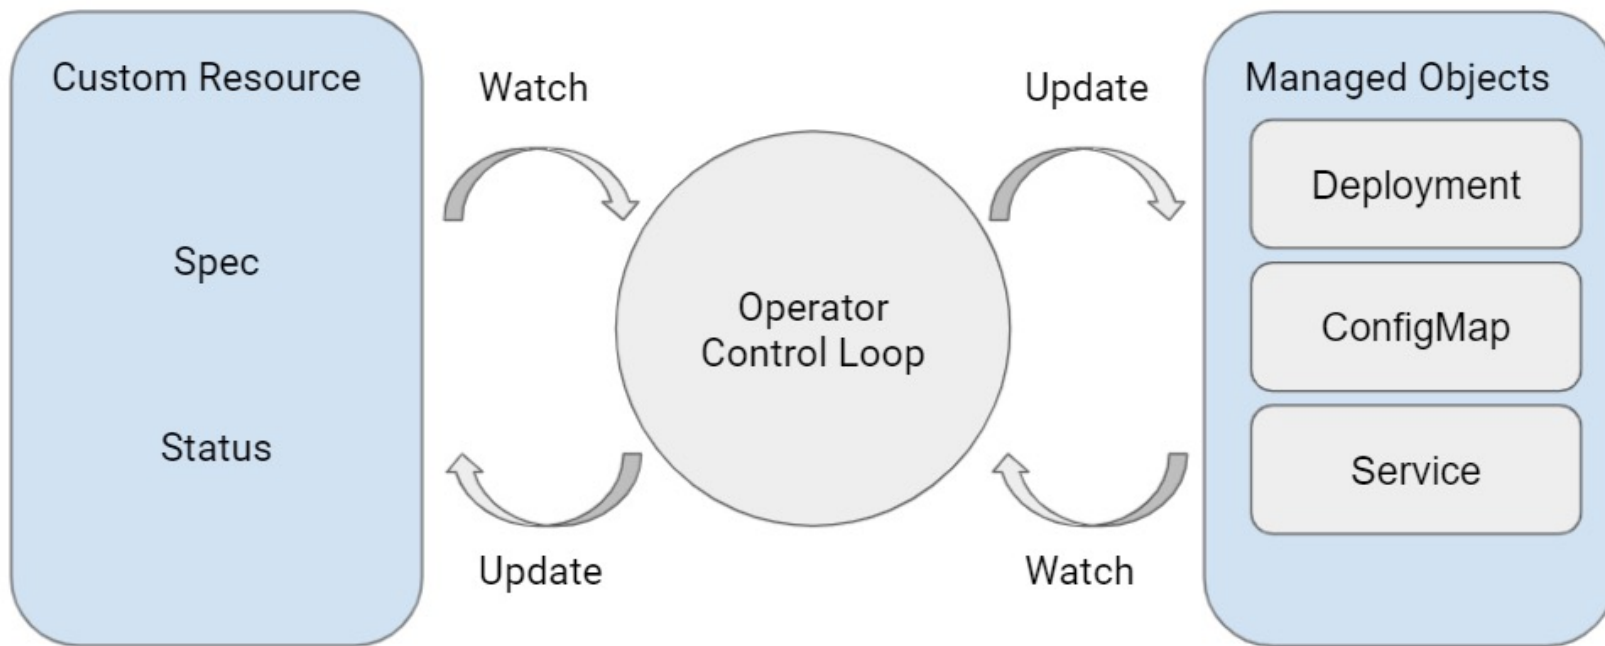 Custom Resource
Spec
Status
Watch
Update
Operator
Control Loop
Update
Watch
Managed Objects
Deployment
ConfigMap
Service